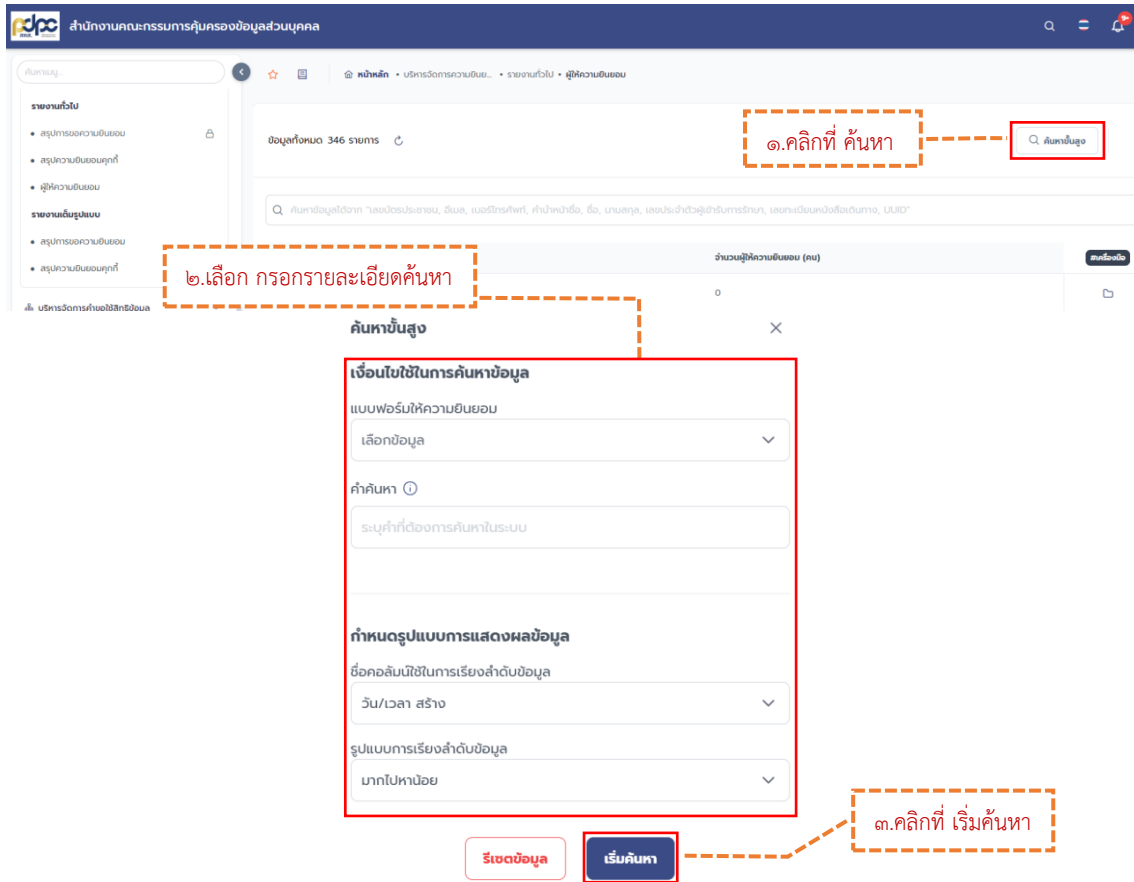 pdpc
สคส.
สำนักงานคณะกรรมการคุ้มครองข้อมูลส่วนบุคคล
9+
ค้นหาเมนู...
หน้าหลัก • บริหารจัดการความยินย... • รายงานทั่วไป • ผู้ให้ความยินยอม
รายงานทั่วไป
สรุปการขอความยินยอม
สรุปความยินยอมคุกกี้
ผู้ให้ความยินยอม
รายงานเต็มรูปแบบ
สรุปการขอความยินยอม
สรุปความยินยอมคุกกี้
บริหารจัดการคำขอใช้สิทธิข้อมูล
ข้อมูลทั้งหมด 346 รายการ
๑.คลิกที่ ค้นหา
ค้นหาขั้นสูง
ค้นหาข้อมูลได้จาก "เลขบัตรประชาชน, อีเมล, เบอร์โทรศัพท์, คำนำหน้าชื่อ, ชื่อ, นามสกุล, เลขประจำตัวผู้เข้ารับการรักษา, เลขทะเบียนหนังสือเดินทาง, UUID"
จำนวนผู้ให้ความยินยอม (คน)
#เครื่องมือ
0
๒.เลือก กรอกรายละเอียดค้นหา
ค้นหาขั้นสูง
เงื่อนไขใช้ในการค้นหาข้อมูล
แบบฟอร์มให้ความยินยอม
เลือกข้อมูล
คำค้นหา
ระบุคำที่ต้องการค้นหาในระบบ
กำหนดรูปแบบการแสดงผลข้อมูล
ชื่อคอลัมน์ใช้ในการเรียงลำดับข้อมูล
วัน/เวลา สร้าง
รูปแบบการเรียงลำดับข้อมูล
มากไปหาน้อย
๓.คลิกที่ เริ่มค้นหา
รีเซตข้อมูล
เริ่มค้นหา